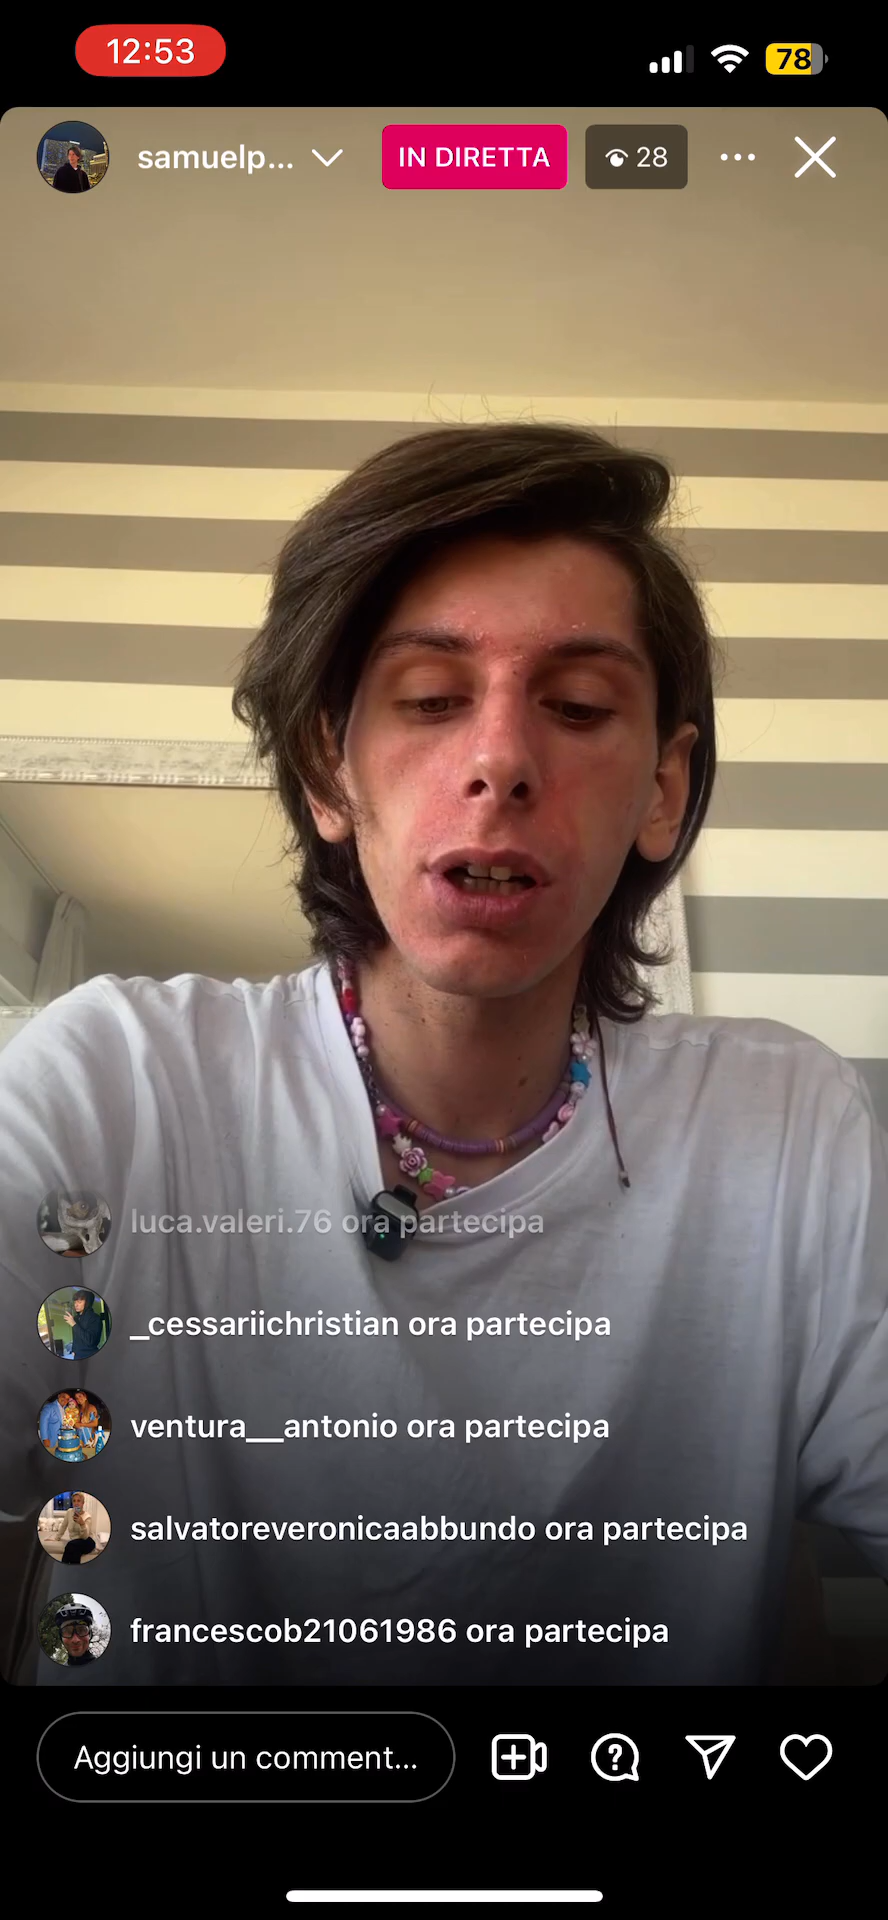 12:53
78
samuelp...
IN DIRETTA
28
luca.valeri.76 ora partecipa
_cessariichristian ora partecipa
ventura__antonio ora partecipa
salvatoreveronicaabbundo ora partecipa
francescob21061986 ora partecipa
Aggiungi un comment...